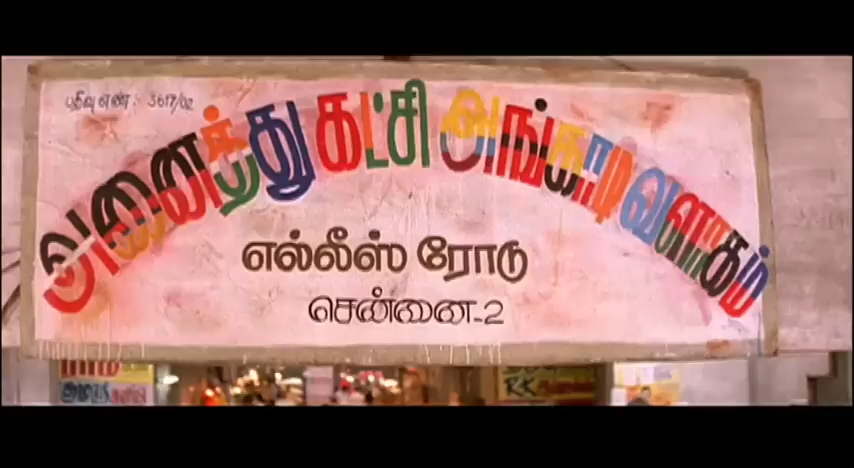 பதிவு எண் : 3617/02
அனைத்து கட்சி அங்காடி வளாகம்
எல்லீஸ் ரோடு
சென்னை-2
RK